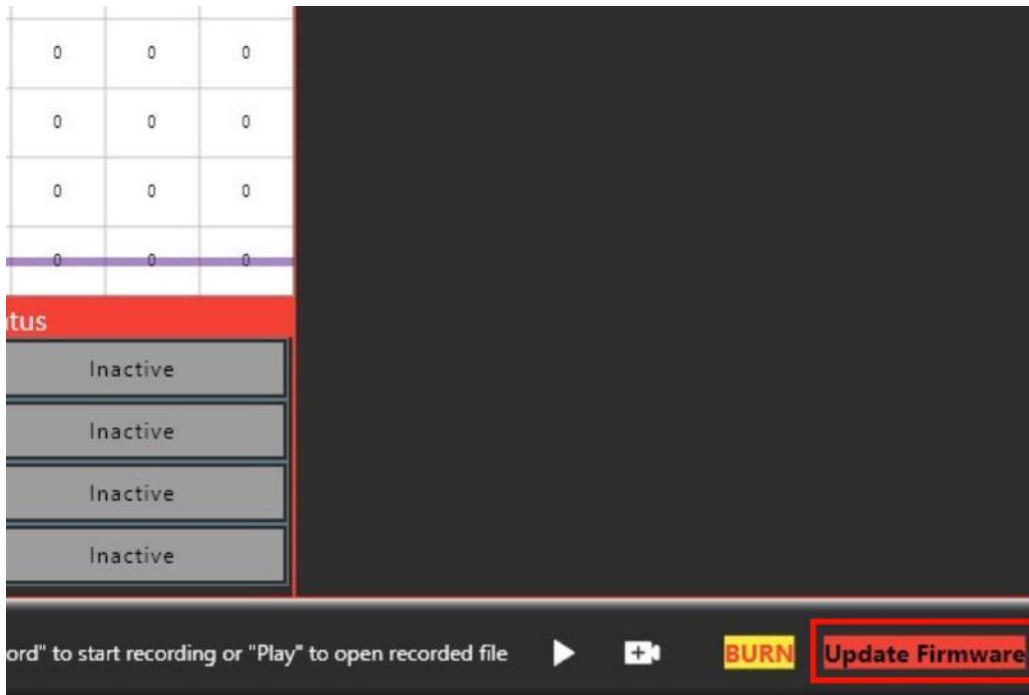 0 0 0
0 0 0
0 0 0
0 0 0
tus
Inactive
Inactive
Inactive
Inactive
ord" to start recording or "Play" to open recorded file BURN Update Firmware